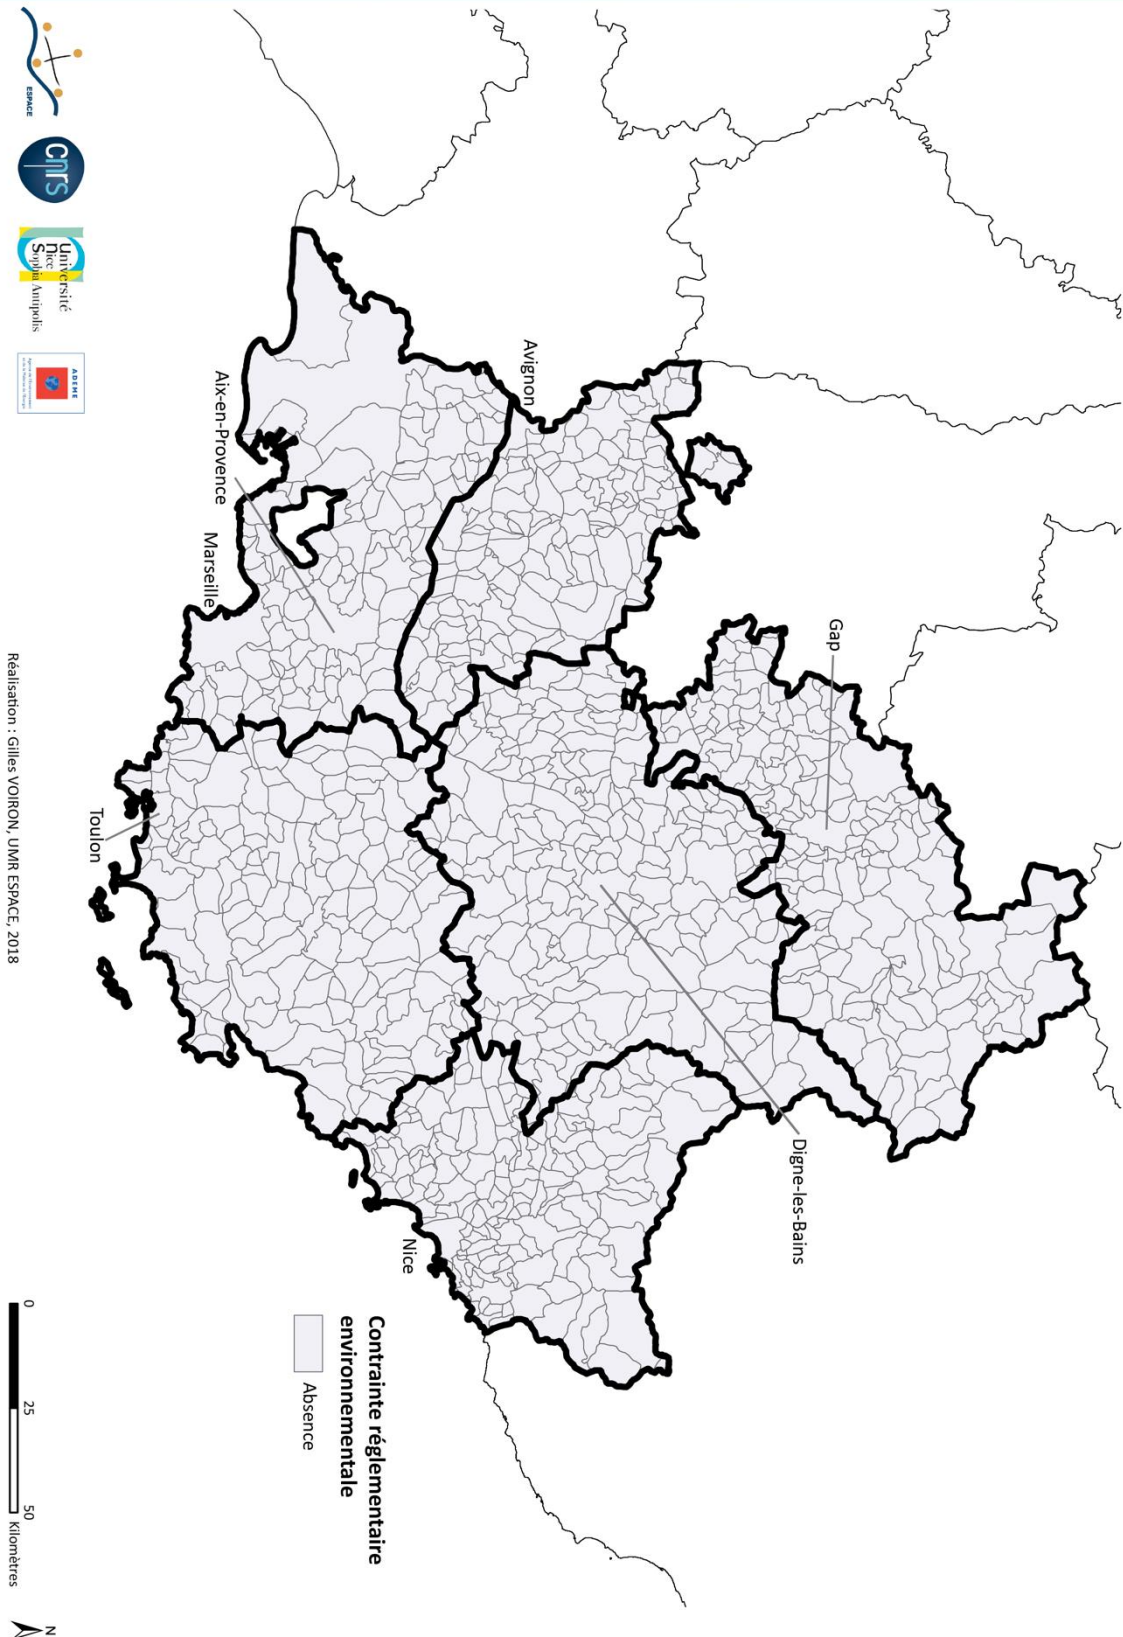 Gap
Digne-les-Bains
Avignon
Nice
Aix-en-Provence
Marseille
Toulon
Contrainte réglementaire
environnementale
Absence
0 25 50 Kilomètres
N
Réalisation : Gilles VOIRON, UMR ESPACE, 2018
ESPACE
cnrs
Université
Nice
Sophia Antipolis
ADEME